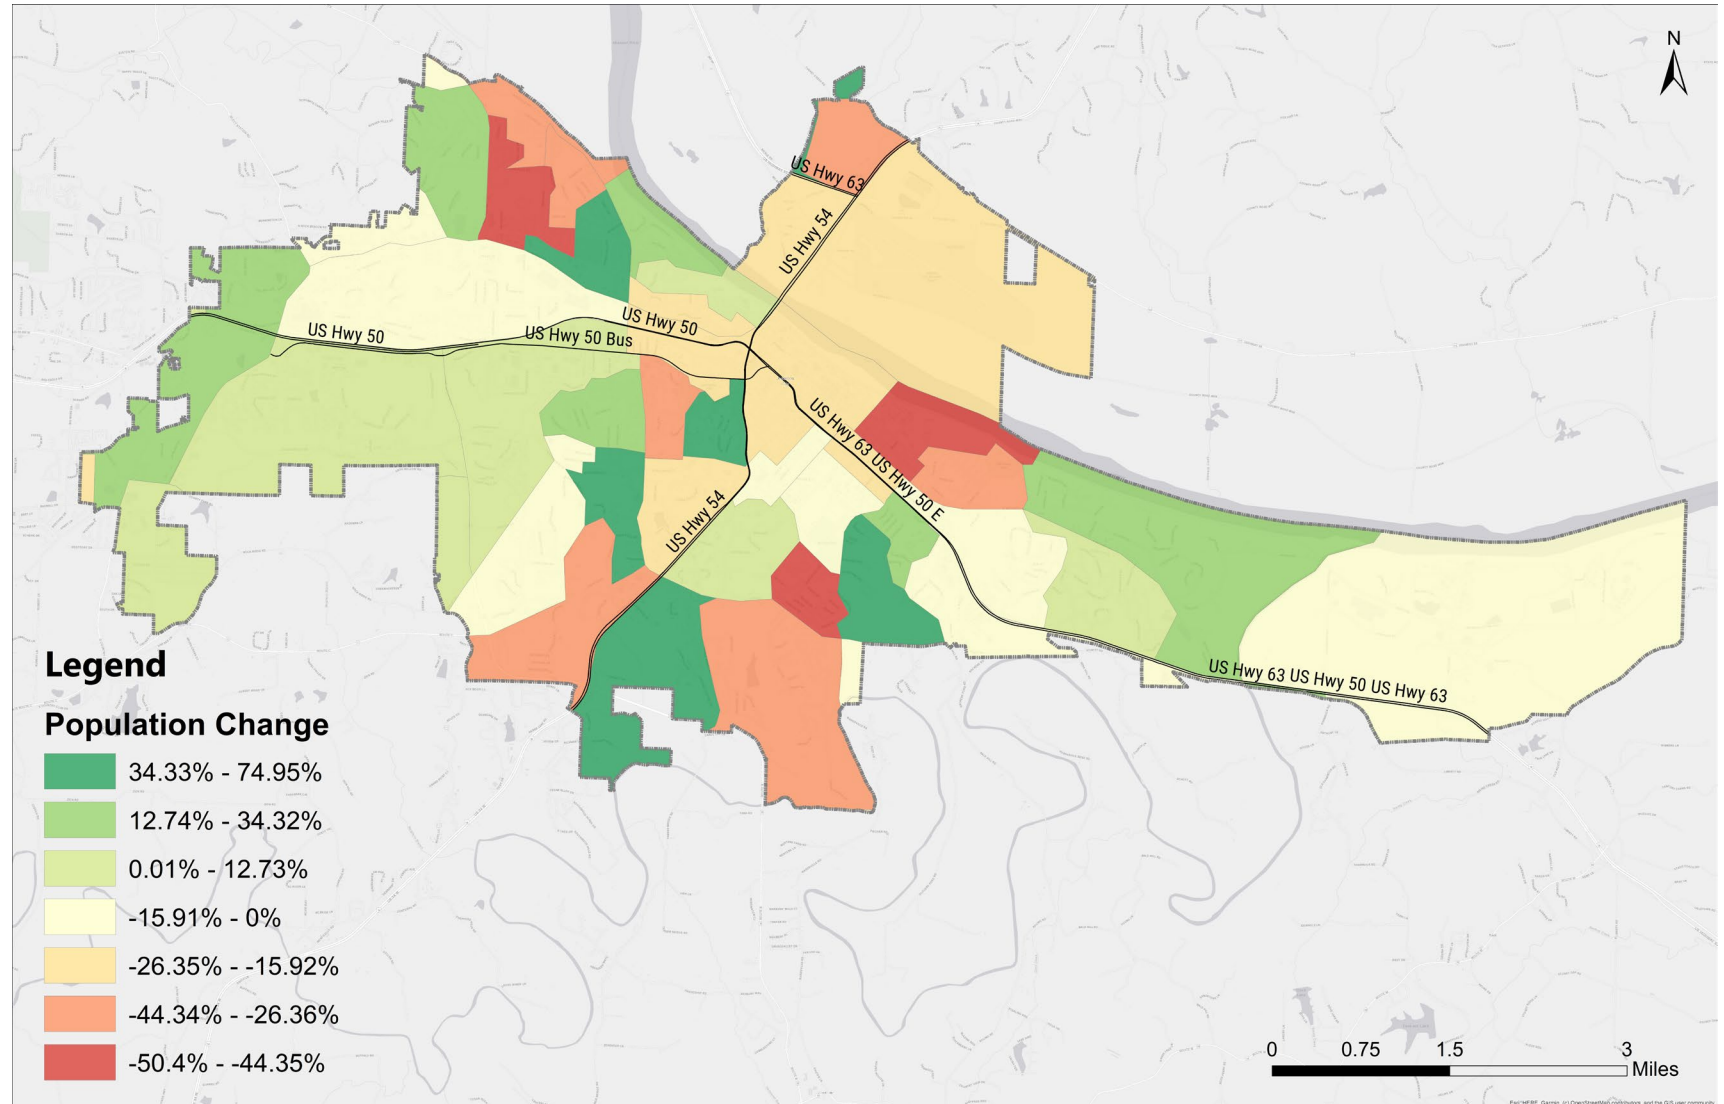 N
US Hwy 63
US Hwy 54
US Hwy 50
US Hwy 50
US Hwy 50 Bus
US Hwy 63 US Hwy 50 E
US Hwy 54
US Hwy 63 US Hwy 50 US Hwy 63
Legend
Population Change
34.33% - 74.95%
12.74% - 34.32%
0.01% - 12.73%
-15.91% - 0%
-26.35% - -15.92%
-44.34% - -26.36%
-50.4% - -44.35%
0 0.75 1.5 3
Miles